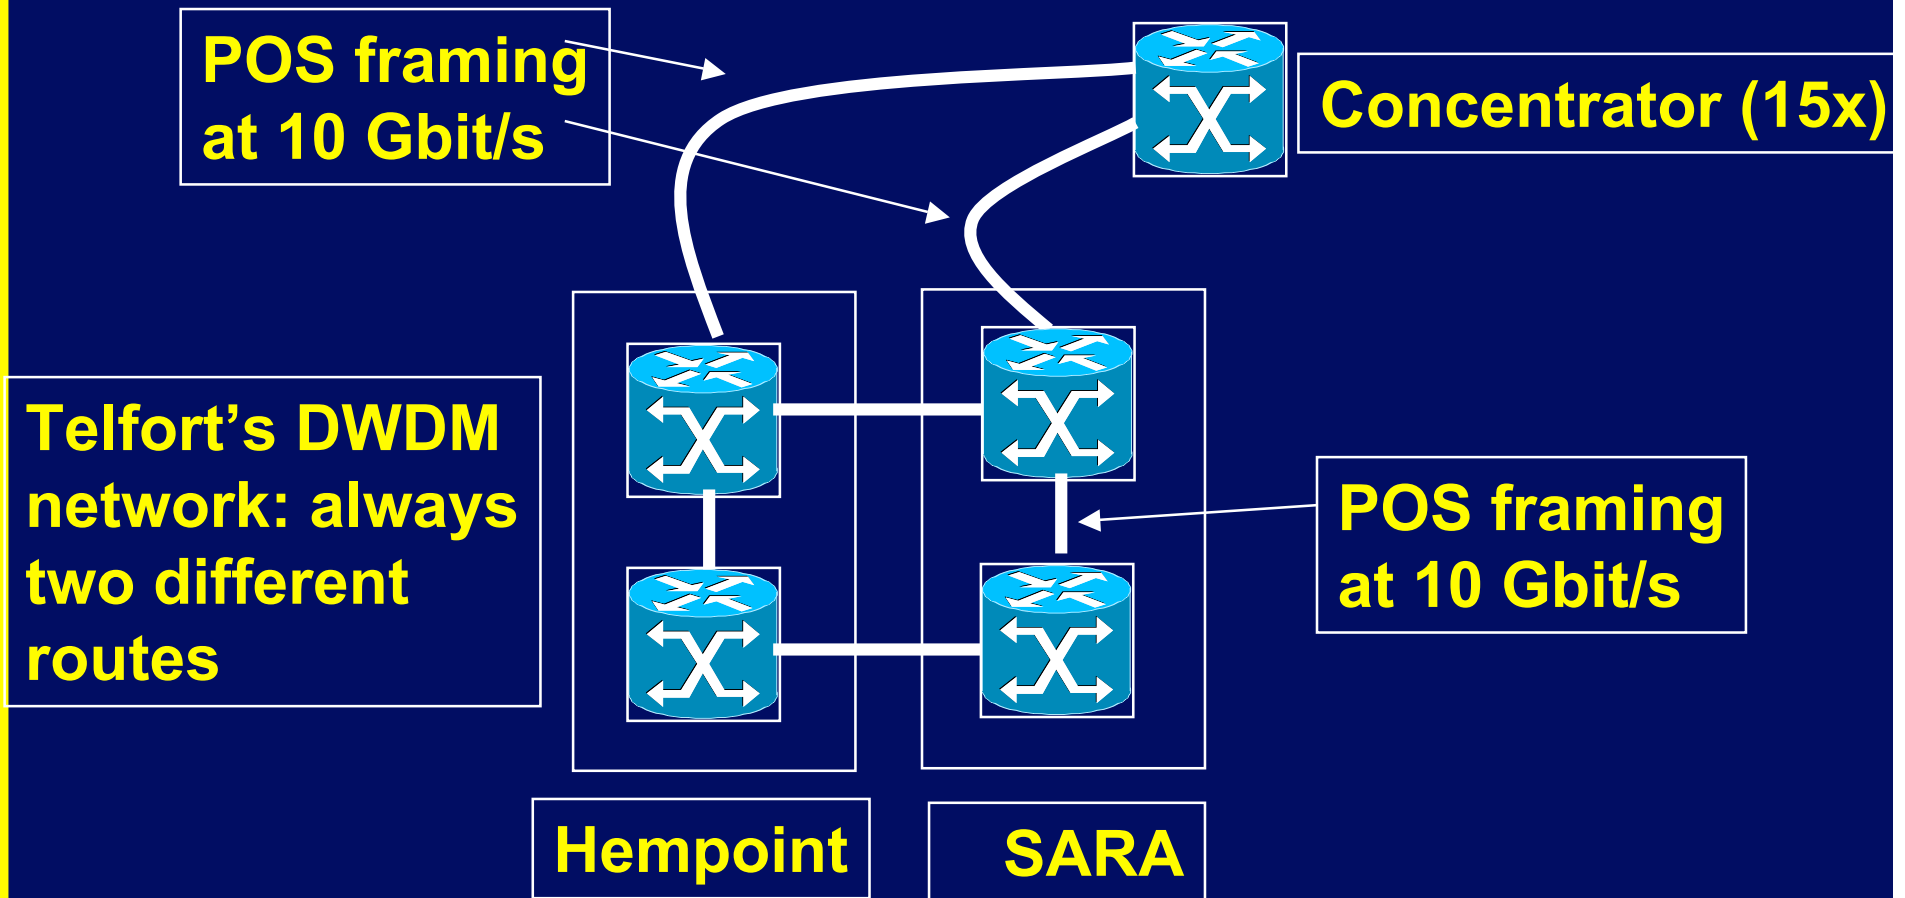 POS framing
at 10 Gbit/s
Concentrator (15x)
Telfort’s DWDM
network: always
two different
routes
POS framing
at 10 Gbit/s
Hempoint
SARA